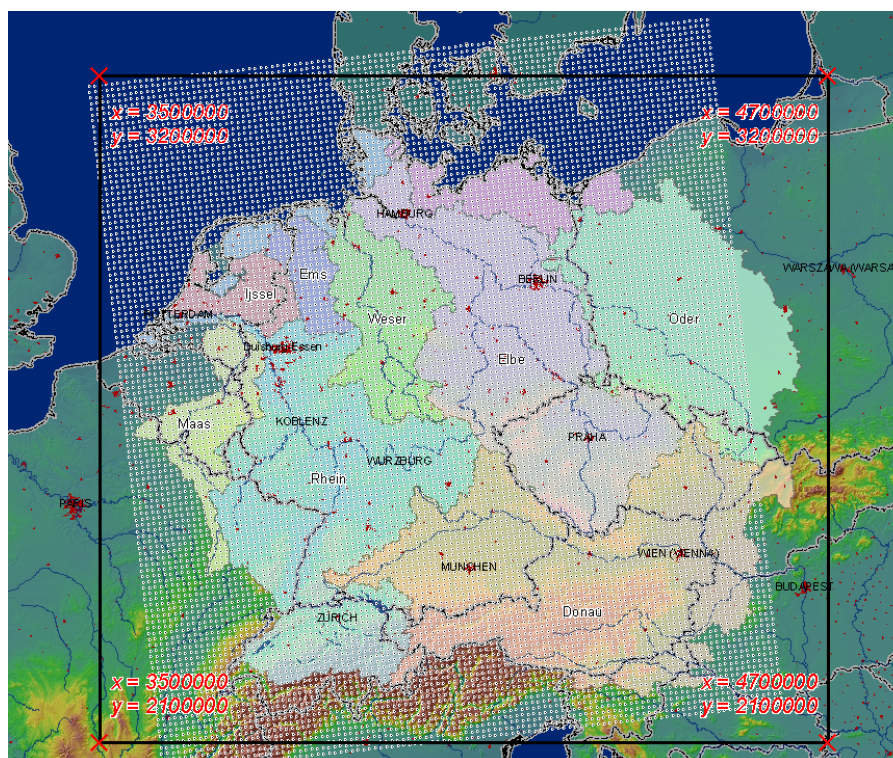 x = 3500000
y = 3200000
x = 4700000
y = 3200000
HAMBURG
WARSZAWA (WARSA
Ems
BERLIN
Ijssel
Weser
Oder
Elbe
Maas
KOBLENZ
PRAHA
WURZBURG
Rhein
PARIS
WIEN (VIENNA)
MUNCHEN
BUDAPEST
Donau
ZURICH
x = 3500000
y = 2100000
x = 4700000
y = 2100000